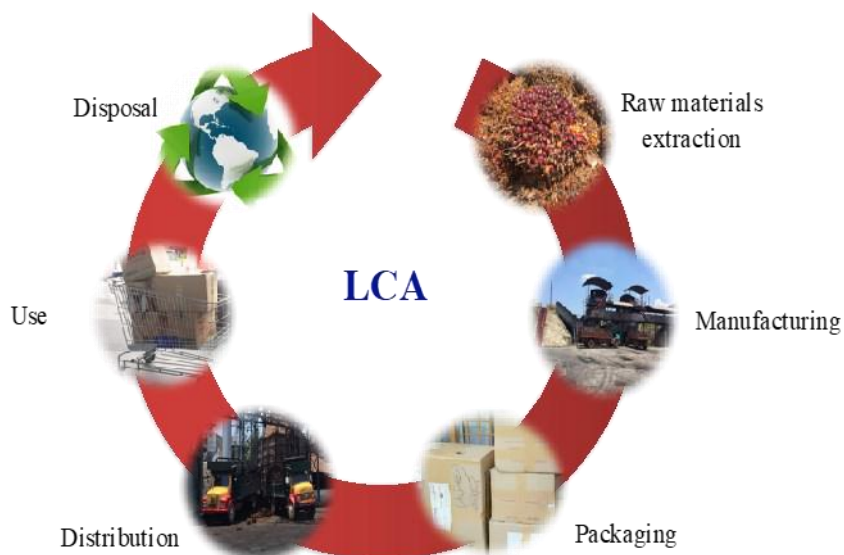 Disposal
Raw materials
extraction
LCA
Use
Manufacturing
Distribution
Packaging